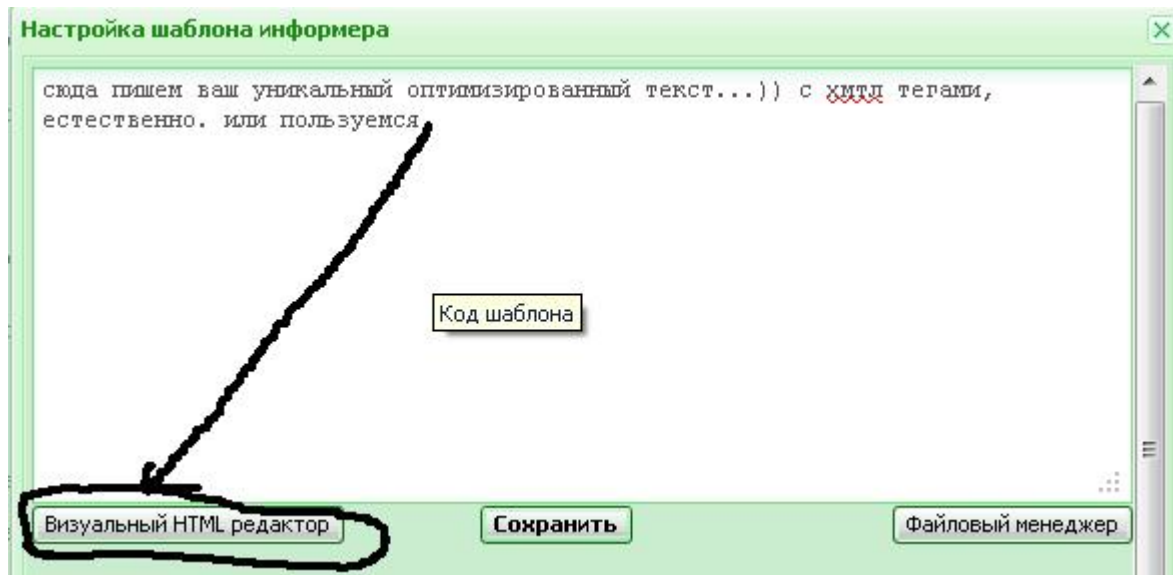 Настройка шаблона информера
сюда пишем ваш уникальный оптимизированный текст...)) с хмтл тегами,
естественно. или пользуемся
Код шаблона
Визуальный HTML редактор
Сохранить
Файловый менеджер